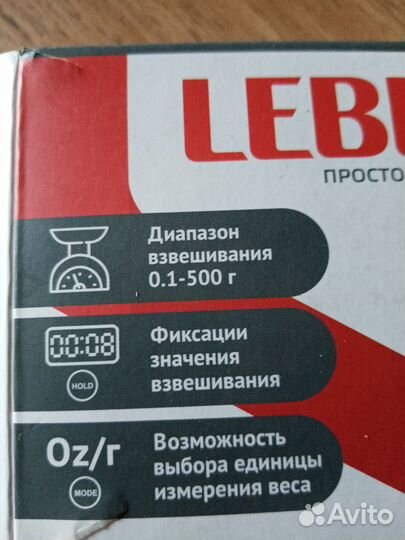 LEB
ПРОСТО
Диапазон
взвешивания
0.1-500 г
00:08
HOLD
Фиксации
значения
взвешивания
Oz/г
MODE
Возможность
выбора единицы
измерения веса
Avito